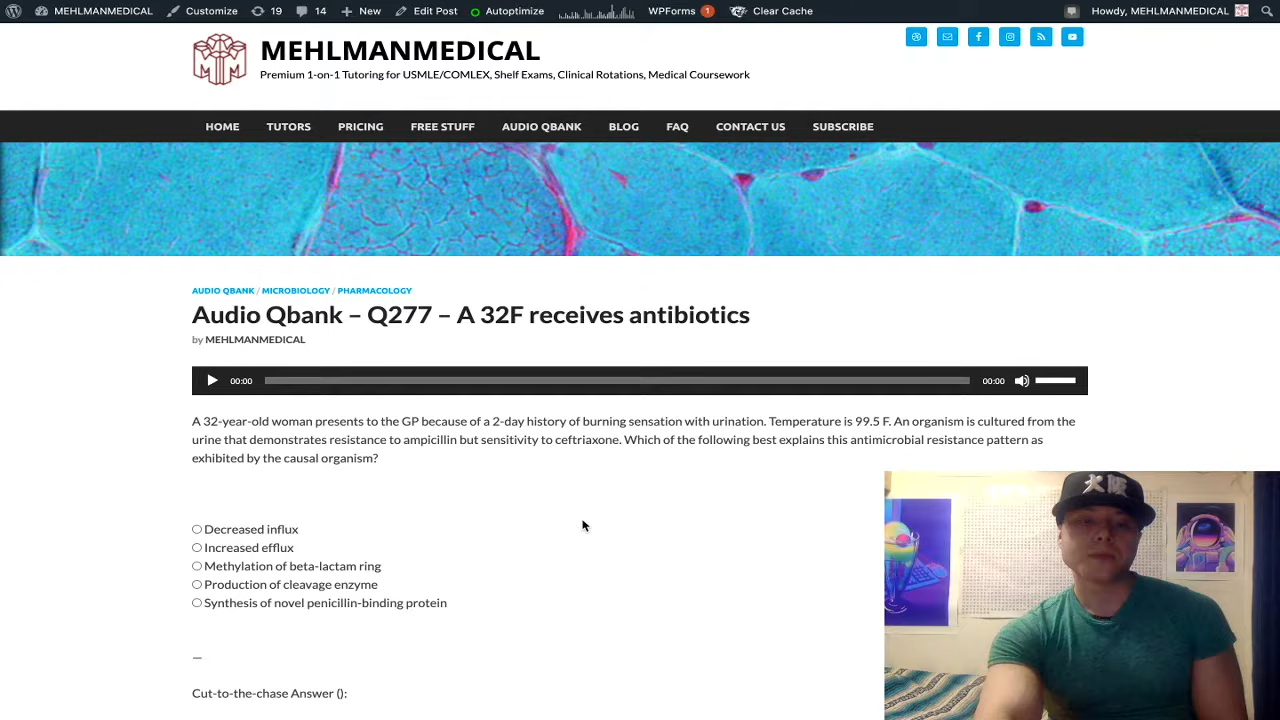 MEHLMANMEDICAL Customize 19 14 New Edit Post Autoptimize WPForms 1 Clear Cache Howdy, MEHLMANMEDICAL
MEHLMANMEDICAL
Premium 1-on-1 Tutoring for USMLE/COMLEX, Shelf Exams, Clinical Rotations, Medical Coursework
HOME TUTORS PRICING FREE STUFF AUDIO QBANK BLOG FAQ CONTACT US SUBSCRIBE
AUDIO QBANK / MICROBIOLOGY / PHARMACOLOGY
Audio Qbank – Q277 – A 32F receives antibiotics
by MEHLMANMEDICAL
00:00 00:00
A 32-year-old woman presents to the GP because of a 2-day history of burning sensation with urination. Temperature is 99.5 F. An organism is cultured from the
urine that demonstrates resistance to ampicillin but sensitivity to ceftriaxone. Which of the following best explains this antimicrobial resistance pattern as
exhibited by the causal organism?
大阪
Decreased influx
Increased efflux
Methylation of beta-lactam ring
Production of cleavage enzyme
Synthesis of novel penicillin-binding protein
—
Cut-to-the-chase Answer ():